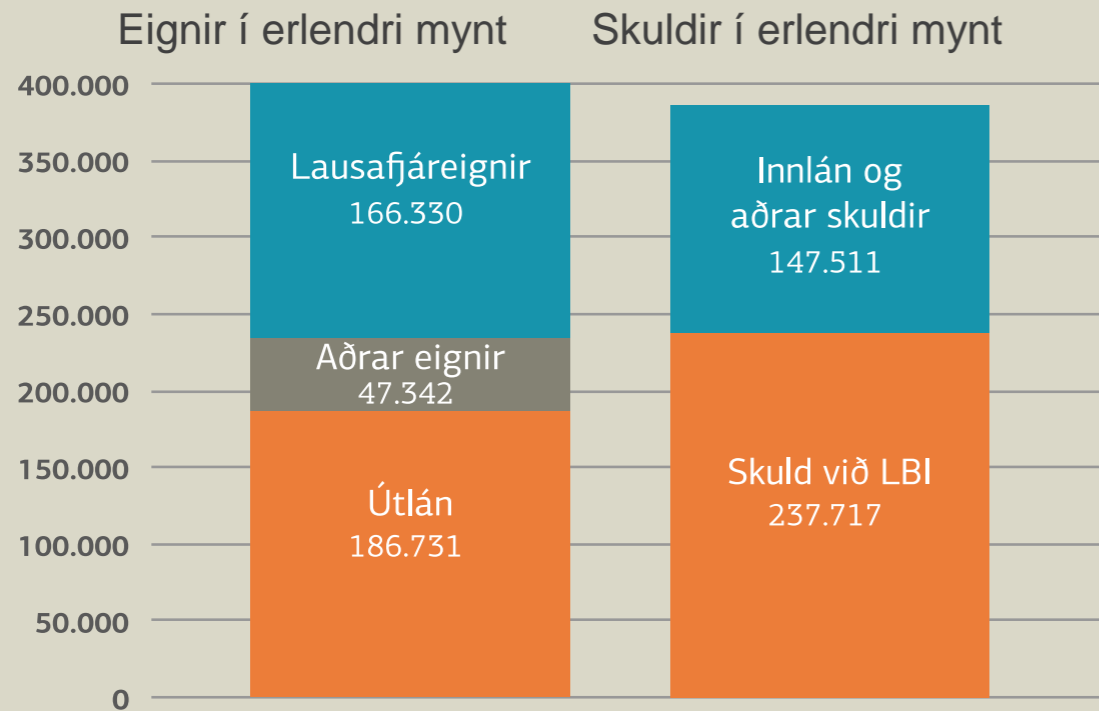 Eignir í erlendri mynt
Skuldir í erlendri mynt
400.000
350.000
300.000
250.000
200.000
150.000
100.000
50.000
0
Lausafjáreignir
166.330
Aðrar eignir
47.342
Útlán
186.731
Innlán og
aðrar skuldir
147.511
Skuld við LBI
237.717